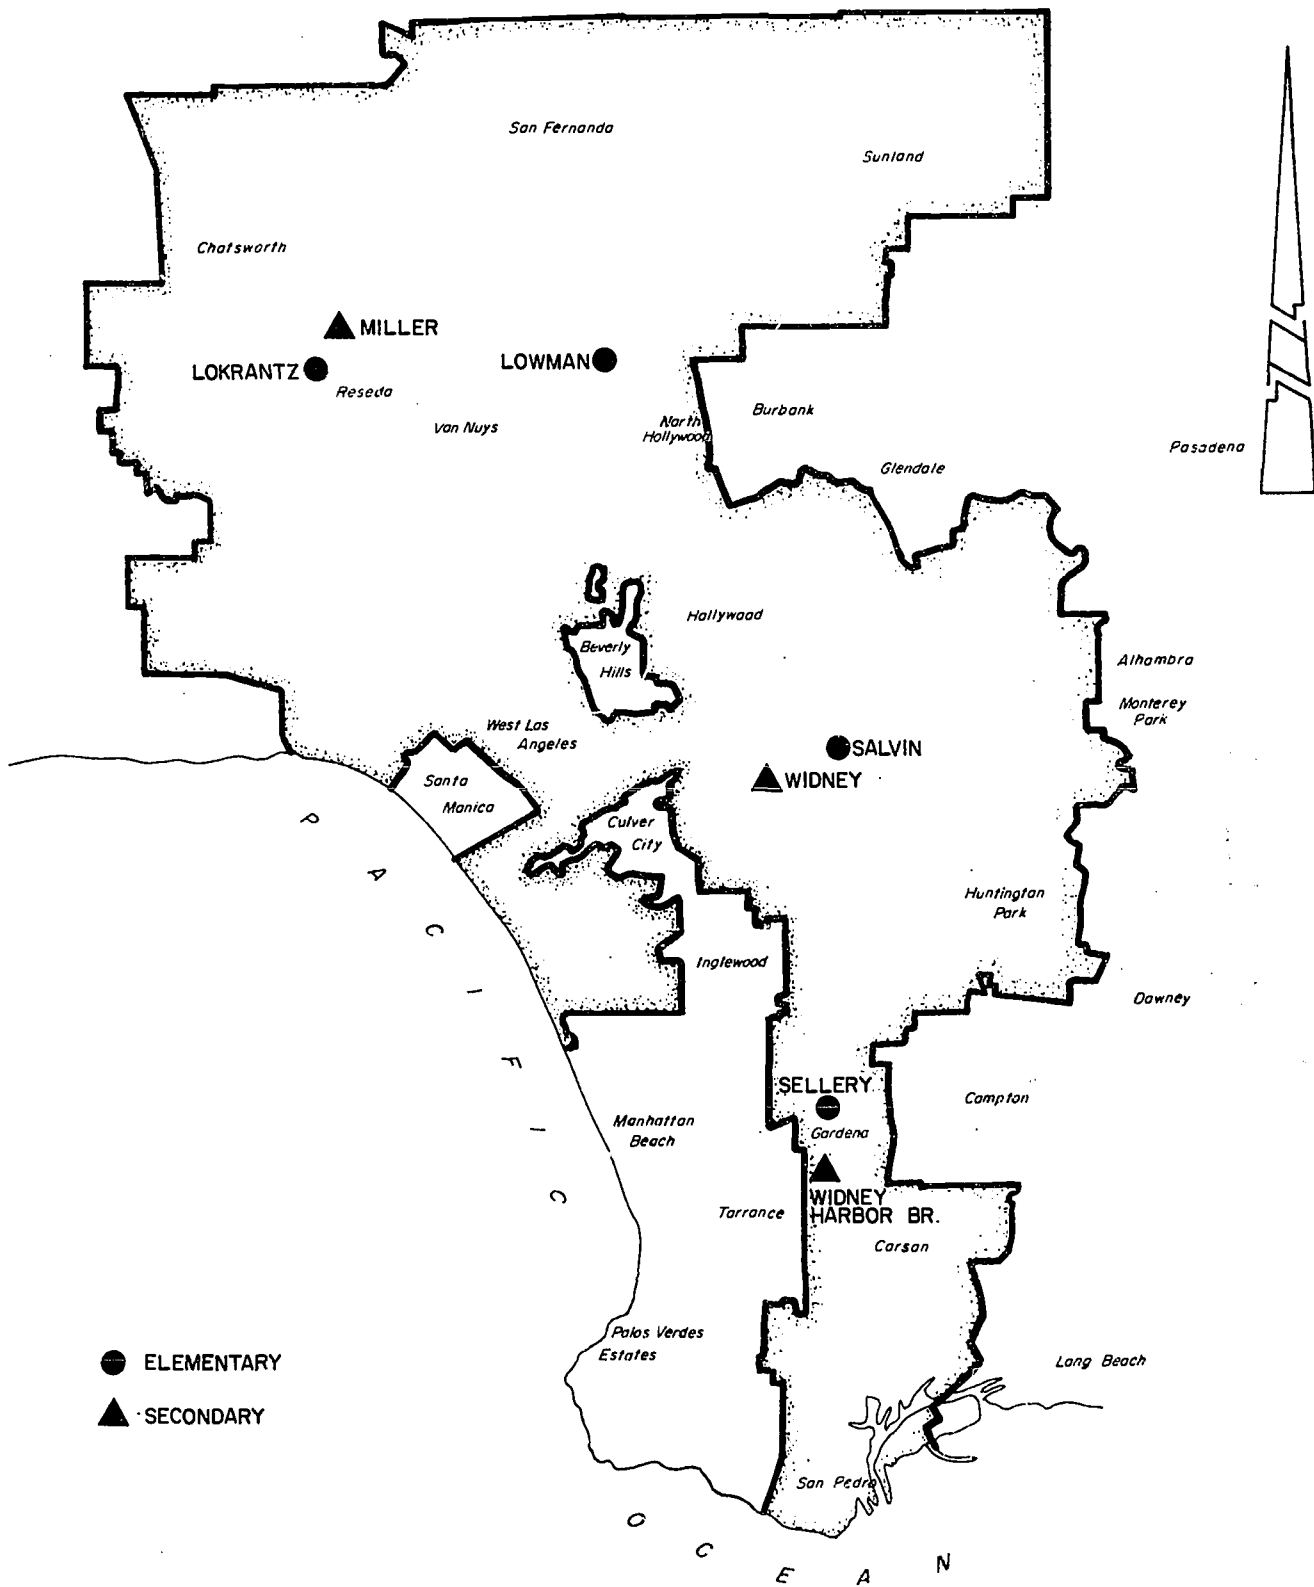 San Fernando
Sunland
Chatsworth
MILLER
LOKRANTZ
LOWMAN
Reseda
Van Nuys
North
Hollywood
Burbank
Glendale
Pasadena
Hollywood
Beverly
Hills
Alhambra
Monterey
Park
West Los
Angeles
SALVIN
WIDNEY
Santa
Monica
Culver
City
Huntington
Park
Inglewood
Downey
SELLERY
Gardena
Compton
Manhattan
Beach
WIDNEY
HARBOR BR.
Torrance
Carson
Palos Verdes
Estates
Long Beach
San Pedro
PACIFIC
OCEAN
ELEMENTARY
SECONDARY